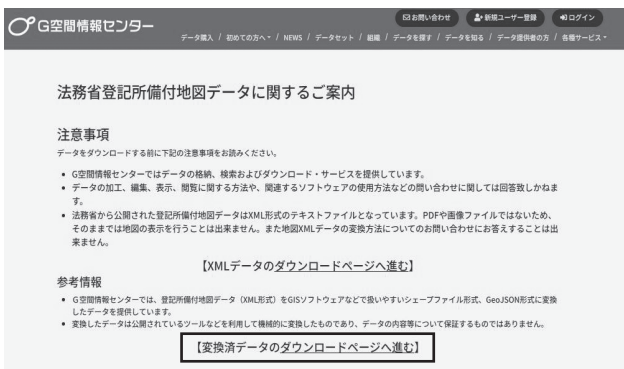 G空間情報センター
お問い合わせ 新規ユーザー登録 ログイン
データ購入 / 初めての方へ / NEWS / データセット / 組織 / データを探す / データを知る / データ提供者の方 / 各種サービス
法務省登記所備付地図データに関するご案内
注意事項
データをダウンロードする前に下記の注意事項をお読みください。
• G空間情報センターではデータの格納、検索およびダウンロード・サービスを提供しています。
• データの加工、編集、表示、閲覧に関する方法や、関連するソフトウェアの使用方法などの問い合わせに関しては回答致しかねま
す。
• 法務省から公開された登記所備付地図データはXML形式のテキストファイルとなっています。PDFや画像ファイルではないため、
そのままでは地図の表示を行うことは出来ません。また地図XMLデータの変換方法についてのお問い合わせにお答えすることは出
来ません。
【XMLデータのダウンロードページへ進む】
参考情報
• G空間情報センターでは、登記所備付地図データ（XML形式）をGISソフトウェアなどで扱いやすいシェープファイル形式、GeoJSON形式に変換
したデータを提供しています。
• 変換したデータは公開されているツールなどを利用して機械的に変換したものであり、データの内容等について保証するものではありません。
【変換済データのダウンロードページへ進む】